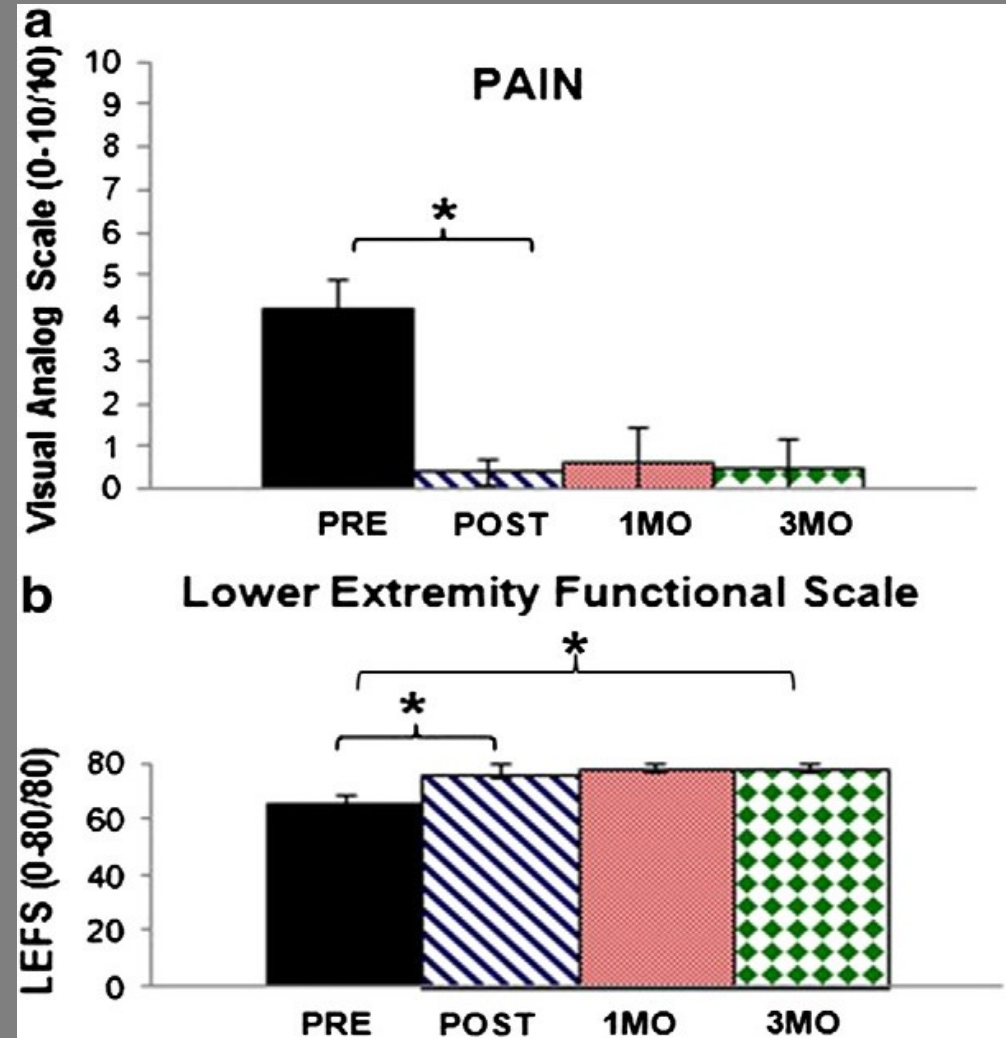 a
Visual Analog Scale (0-10/10)
PAIN
10
9
8
7
6
5
4
3
2
1
0
*
PRE POST 1MO 3MO
b
Lower Extremity Functional Scale
*
*
LEFS (0-80/80)
80
60
40
20
0
PRE POST 1MO 3MO